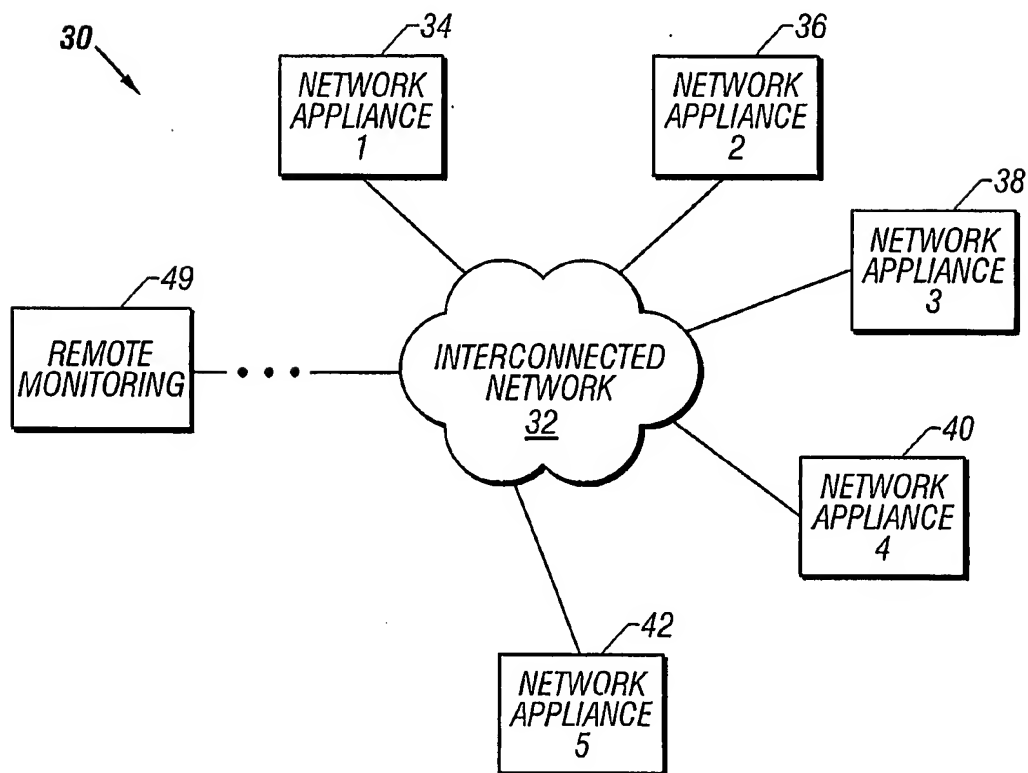 30
34
NETWORK
APPLIANCE
1
36
NETWORK
APPLIANCE
2
38
NETWORK
APPLIANCE
3
49
REMOTE
MONITORING
INTERCONNECTED
NETWORK
32
40
NETWORK
APPLIANCE
4
42
NETWORK
APPLIANCE
5